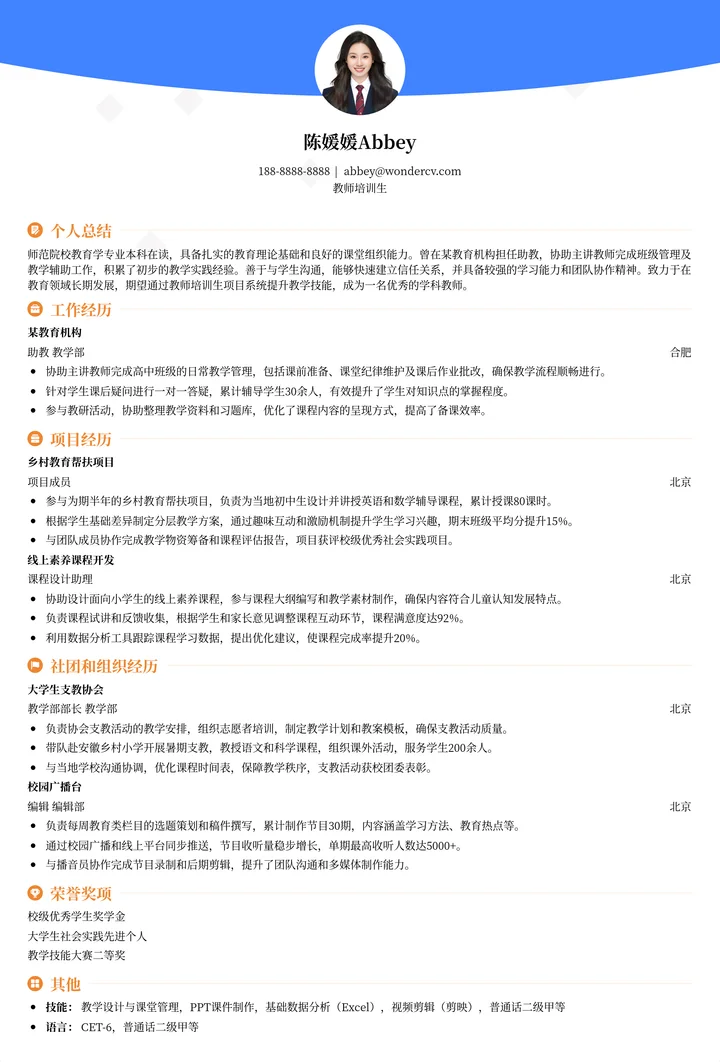 陈媛媛Abbey
188-8888-8888 | abbey@wondercv.com
教师培训生
个人总结
师范院校教育学专业本科在读，具备扎实的教育理论基础和良好的课堂组织能力。曾在某教育机构担任助教，协助主讲教师完成班级管理及
教学辅助工作，积累了初步的教学实践经验。善于与学生沟通，能够快速建立信任关系，并具备较强的学习能力和团队协作精神。致力于在
教育领域长期发展，期望通过教师培训生项目系统提升教学技能，成为一名优秀的学科教师。
工作经历
某教育机构
助教 教学部 合肥
• 协助主讲教师完成高中班级的日常教学管理，包括课前准备、课堂纪律维护及课后作业批改，确保教学流程顺畅进行。
• 针对学生课后疑问进行一对一答疑，累计辅导学生30余人，有效提升了学生对知识点的掌握程度。
• 参与教研活动，协助整理教学资料和习题库，优化了课程内容的呈现方式，提高了备课效率。
项目经历
乡村教育帮扶项目
项目成员 北京
• 参与为期半年的乡村教育帮扶项目，负责为当地初中生设计并讲授英语和数学辅导课程，累计授课80课时。
• 根据学生基础差异制定分层教学方案，通过趣味互动和激励机制提升学生学习兴趣，期末班级平均分提升15%。
• 与团队成员协作完成教学物资筹备和课程评估报告，项目获评校级优秀社会实践项目。
线上素养课程开发
课程设计助理 北京
• 协助设计面向小学生的线上素养课程，参与课程大纲编写和教学素材制作，确保内容符合儿童认知发展特点。
• 负责课程试讲和反馈收集，根据学生和家长意见调整课程互动环节，课程满意度达92%。
• 利用数据分析工具跟踪课程学习数据，提出优化建议，使课程完成率提升20%。
社团和组织经历
大学生支教协会
教学部部长 教学部 北京
• 负责协会支教活动的教学安排，组织志愿者培训，制定教学计划和教案模板，确保支教活动质量。
• 带队赴安徽乡村小学开展暑期支教，教授语文和科学课程，组织课外活动，服务学生200余人。
• 与当地学校沟通协调，优化课程时间表，保障教学秩序，支教活动获校团委表彰。
校园广播台
编辑 编辑部 北京
• 负责每周教育类栏目的选题策划和稿件撰写，累计制作节目30期，内容涵盖学习方法、教育热点等。
• 通过校园广播和线上平台同步推送，节目收听量稳步增长，单期最高收听人数达5000+。
• 与播音员协作完成节目录制和后期剪辑，提升了团队沟通和多媒体制作能力。
荣誉奖项
校级优秀学生奖学金
大学生社会实践先进个人
教学技能大赛二等奖
其他
• 技能： 教学设计与课堂管理，PPT课件制作，基础数据分析（Excel），视频剪辑（剪映），普通话二级甲等
• 语言： CET-6，普通话二级甲等